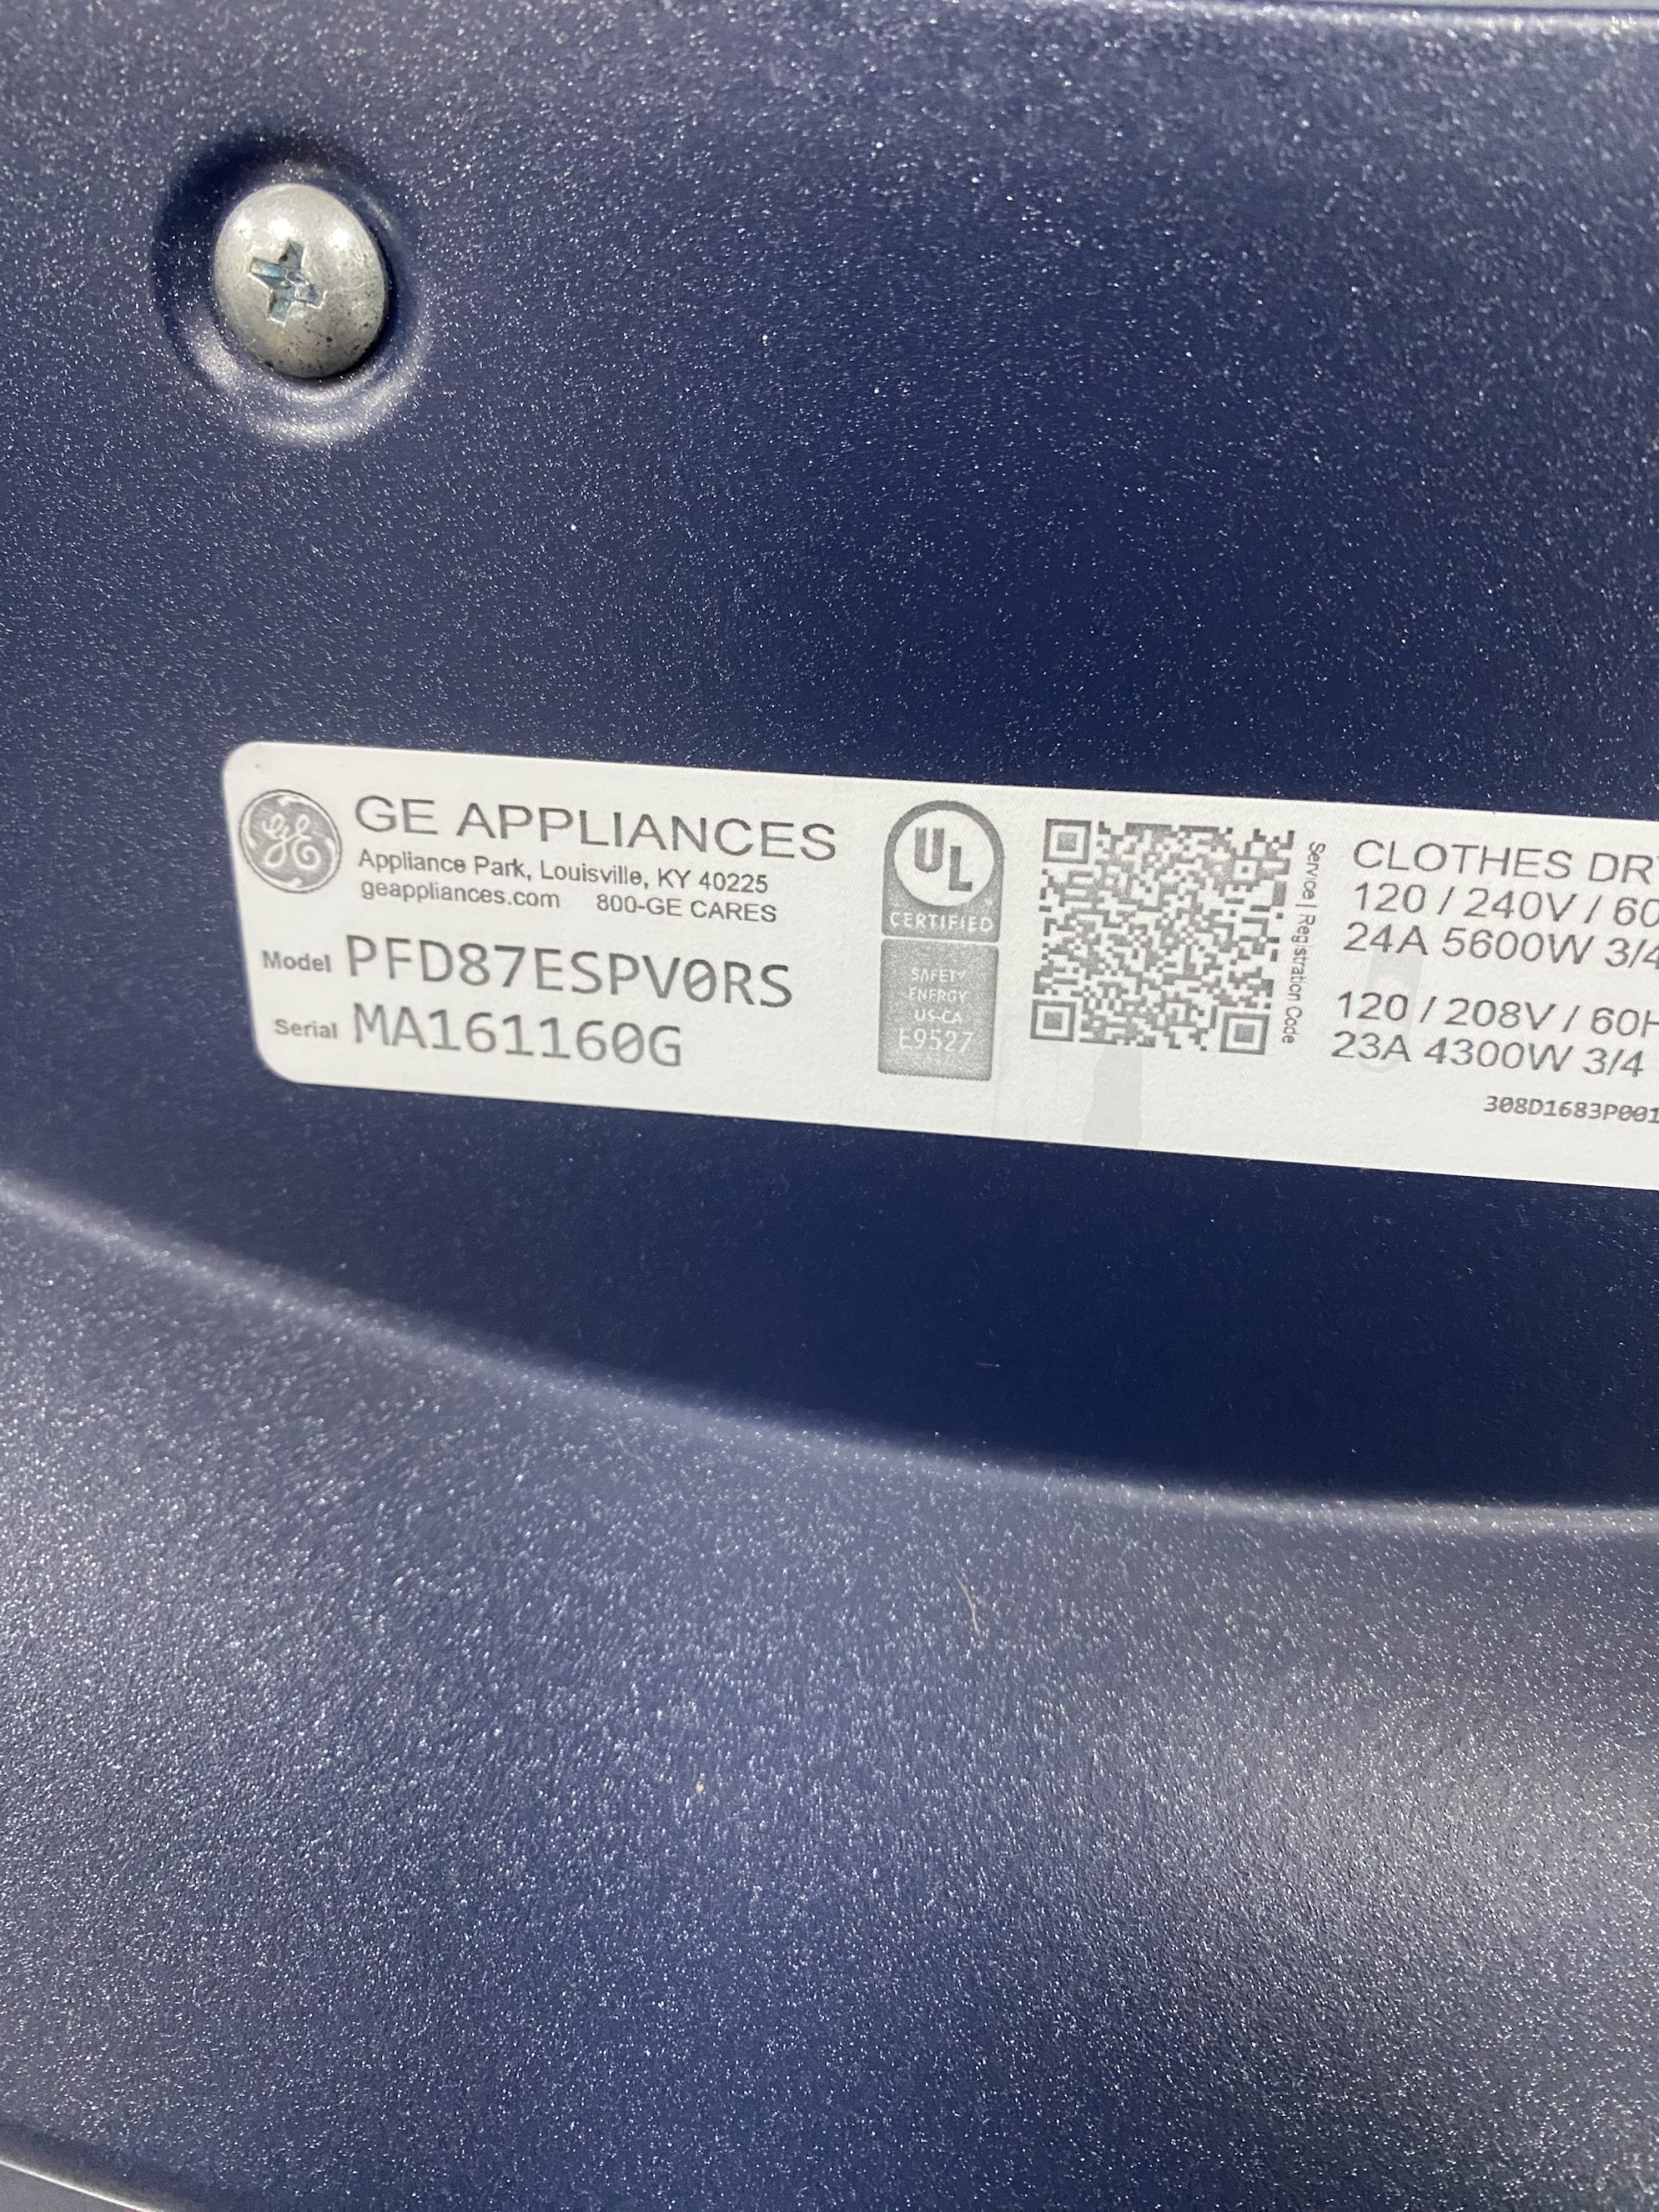 GE APPLIANCES
Appliance Park, Louisville, KY 40225
geappliances.com 800-GE CARES
Model PFD87ESPV0RS
Serial MA161160G
UL
CERTIFIED
SAFETY
ENERGY
US-CA
E9527
Service | Registration Code
CLOTHES DRY
120 / 240V / 60
24A 5600W 3/4
120 / 208V / 60H
23A 4300W 3/4
308D1683P001